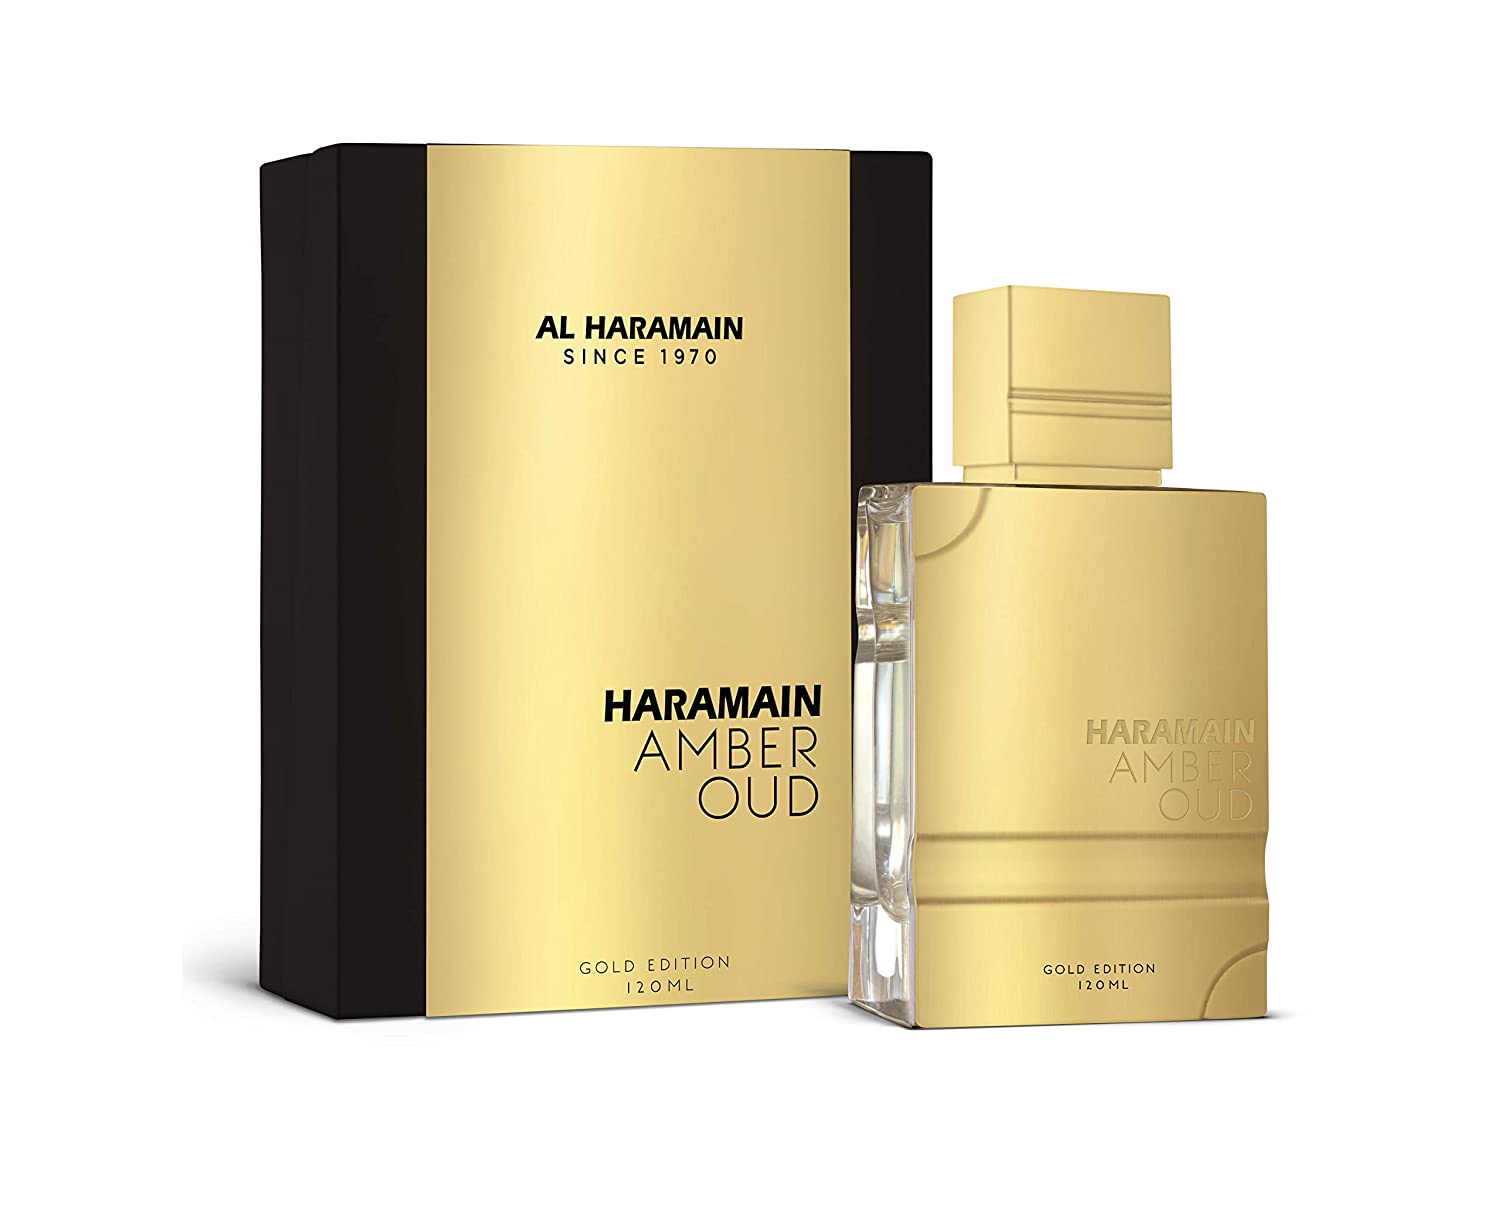 AL HARAMAIN
SINCE 1970
HARAMAIN
AMBER
OUD
GOLD EDITION
120ML
HARAMAIN
AMBER
OUD
GOLD EDITION
120ML